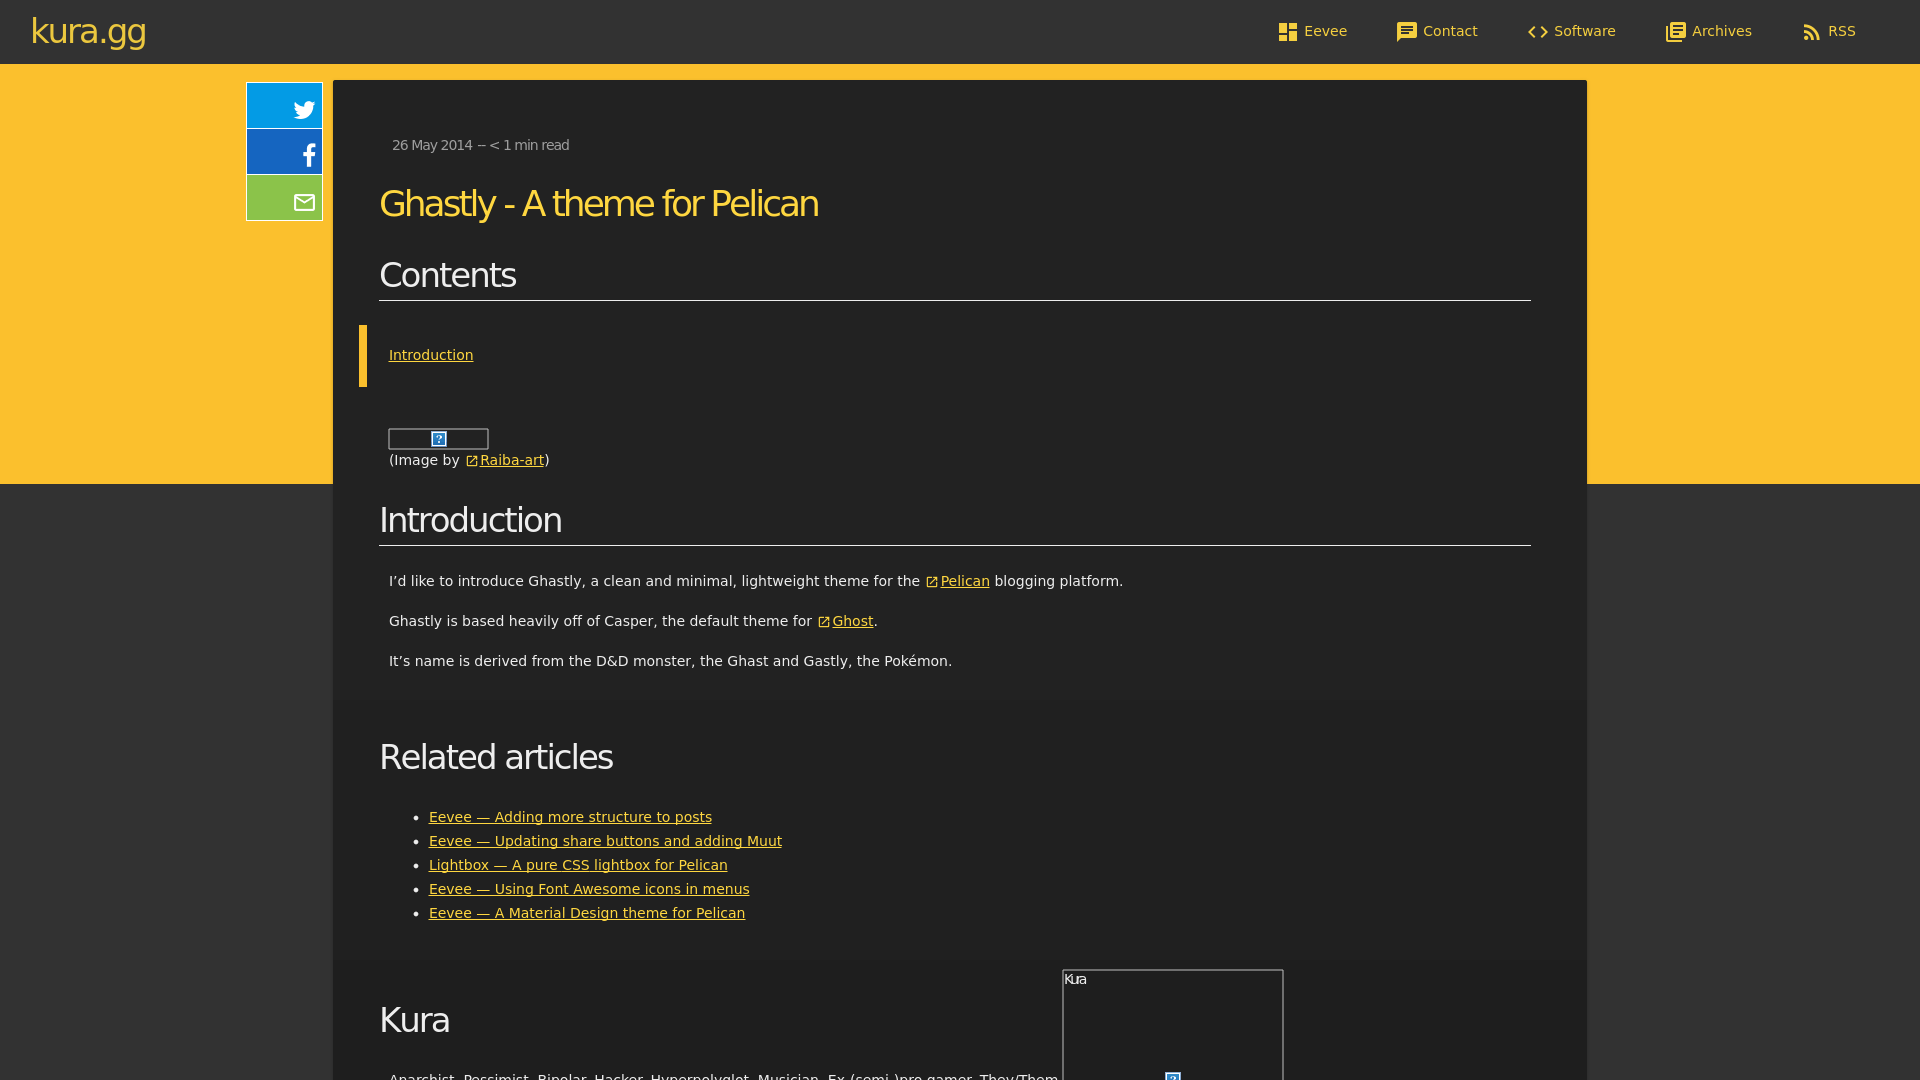 kura.gg
Eevee
Contact
Software
Archives
RSS
26 May 2014 -- < 1 min read
Ghastly - A theme for Pelican
Contents
Introduction
(Image by Raiba-art)
Introduction
I’d like to introduce Ghastly, a clean and minimal, lightweight theme for the Pelican blogging platform.
Ghastly is based heavily off of Casper, the default theme for Ghost.
It’s name is derived from the D&D monster, the Ghast and Gastly, the Pokémon.
Related articles
• Eevee — Adding more structure to posts
• Eevee — Updating share buttons and adding Muut
• Lightbox — A pure CSS lightbox for Pelican
• Eevee — Using Font Awesome icons in menus
• Eevee — A Material Design theme for Pelican
Kura
Kura
Anarchist. Pessimist. Bipolar. Hacker. Hyperpolyglot. Musician. Ex-(semi-)pro gamer. They/Them